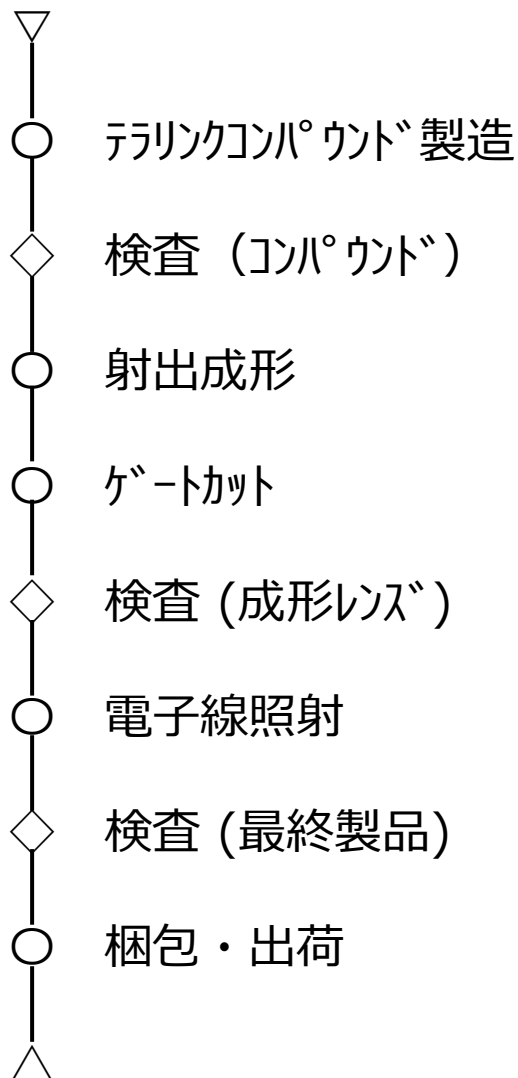 ﾃﾗﾘﾝｸｺﾝﾊﾟｳﾝﾄﾞ製造
検査（ｺﾝﾊﾟｳﾝﾄﾞ）
射出成形
ｹﾞｰﾄｶｯﾄ
検査 (成形ﾚﾝｽﾞ)
電子線照射
検査 (最終製品)
梱包・出荷